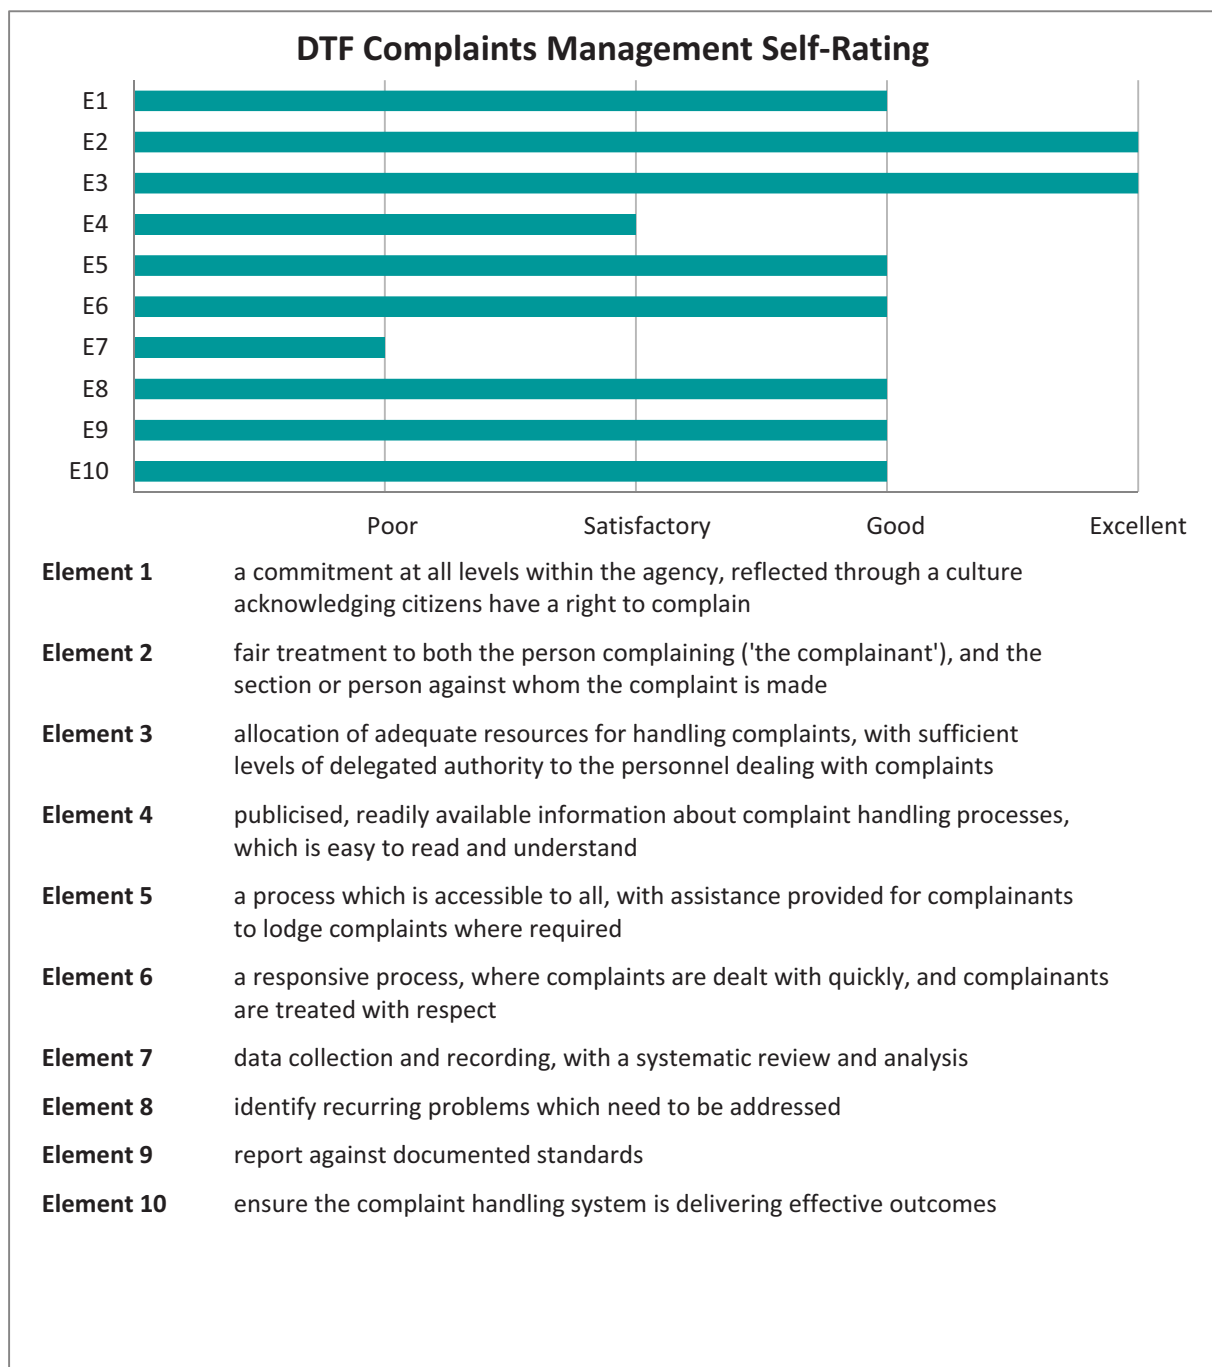 DTF Complaints Management Self-Rating
E1
E2
E3
E4
E5
E6
E7
E8
E9
E10
Poor Satisfactory Good Excellent
Element 1 a commitment at all levels within the agency, reflected through a culture
acknowledging citizens have a right to complain
Element 2 fair treatment to both the person complaining ('the complainant'), and the
section or person against whom the complaint is made
Element 3 allocation of adequate resources for handling complaints, with sufficient
levels of delegated authority to the personnel dealing with complaints
Element 4 publicised, readily available information about complaint handling processes,
which is easy to read and understand
Element 5 a process which is accessible to all, with assistance provided for complainants
to lodge complaints where required
Element 6 a responsive process, where complaints are dealt with quickly, and complainants
are treated with respect
Element 7 data collection and recording, with a systematic review and analysis
Element 8 identify recurring problems which need to be addressed
Element 9 report against documented standards
Element 10 ensure the complaint handling system is delivering effective outcomes